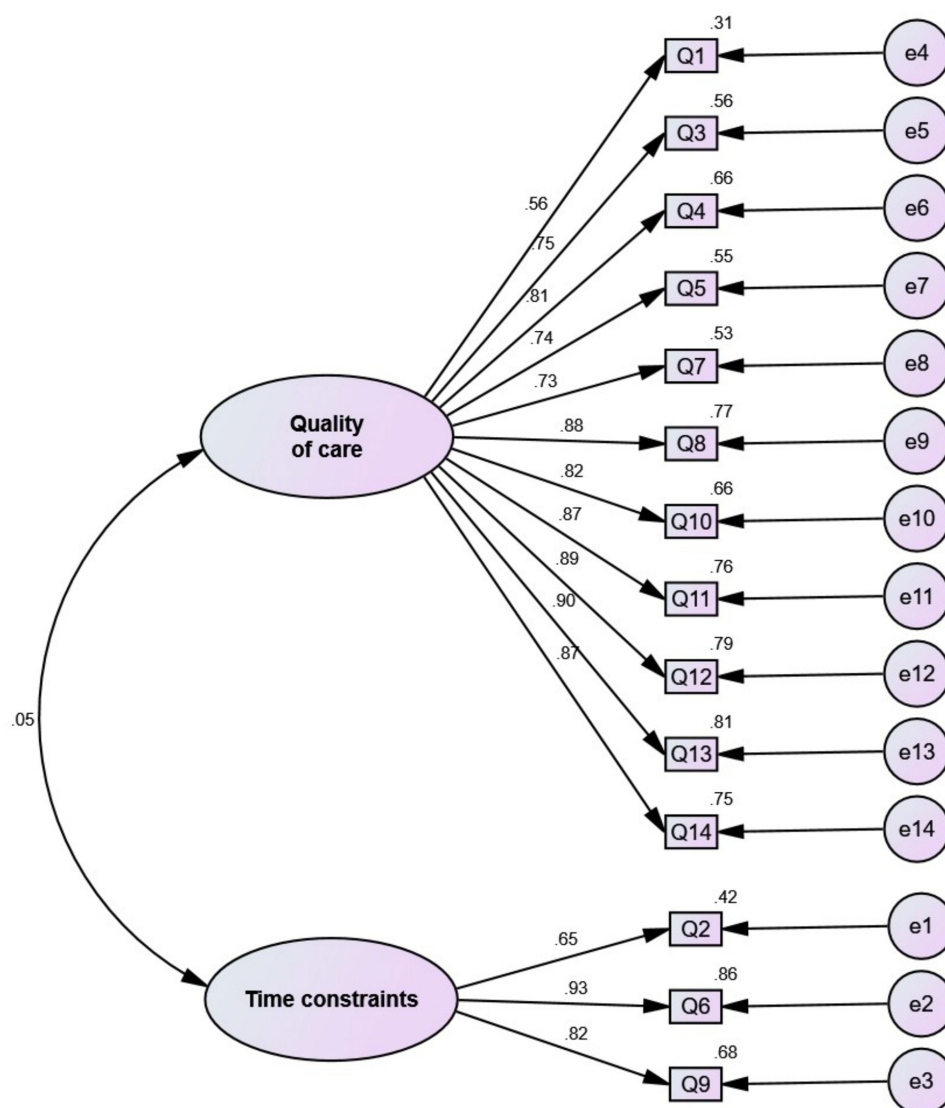 .31
Q1
e4
.56
Q3
e5
.66
Q4
e6
.55
Q5
e7
.53
Q7
e8
.77
Q8
e9
.66
Q10
e10
.76
Q11
e11
.79
Q12
e12
.81
Q13
e13
.75
Q14
e14
.56
.75
.81
.74
.73
.88
.82
.87
.89
.90
.87
Quality
of care
.05
Time constraints
.65
.93
.82
.42
Q2
e1
.86
Q6
e2
.68
Q9
e3